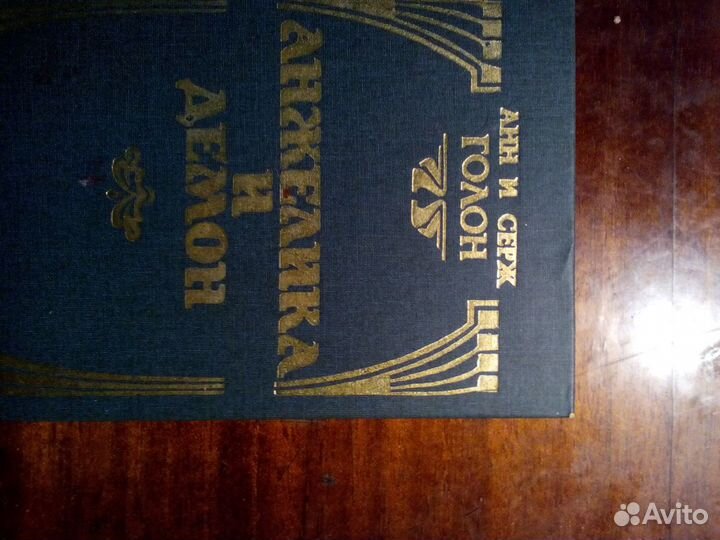 АНН И СЕРЖ
ГОЛОН
АНЖЕЛИКА
И
ДЕМОН
Avito